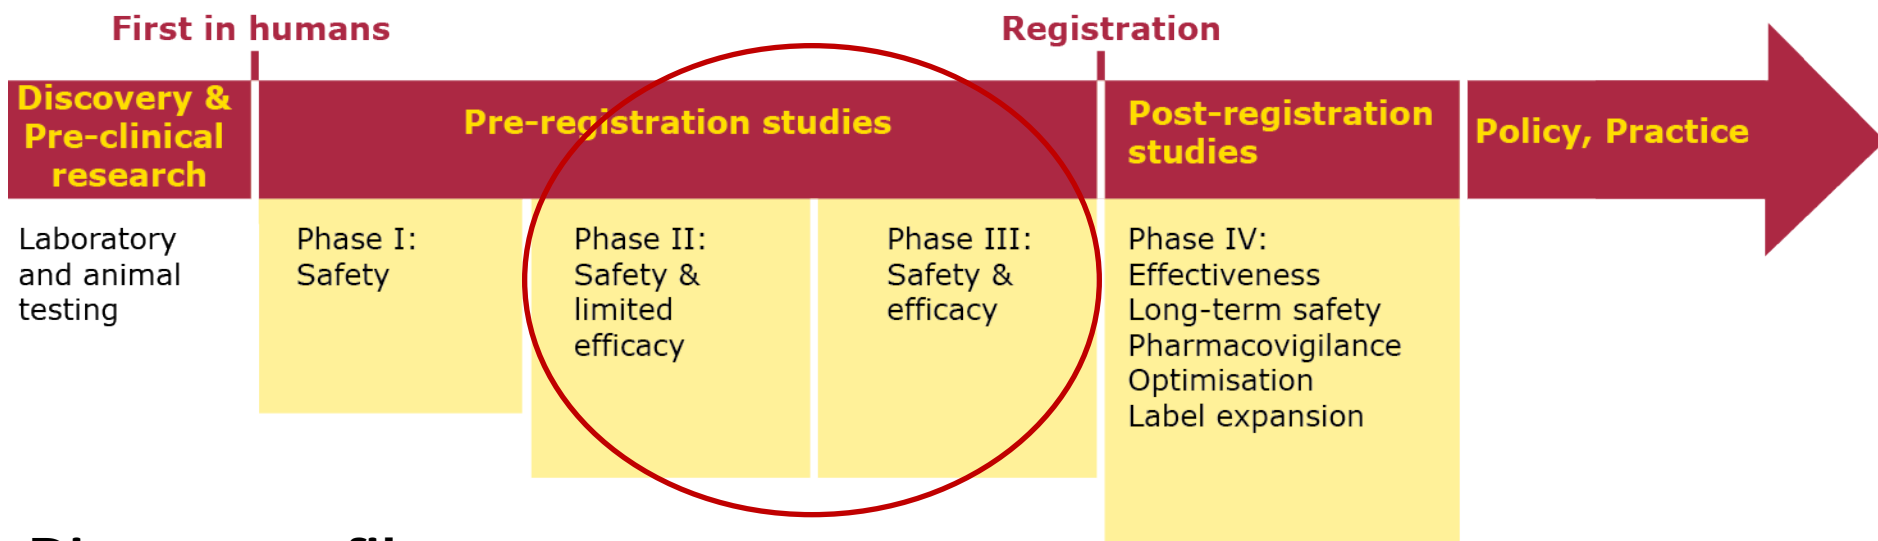 First in humans
Registration
Discovery &
Pre-clinical
research
Pre-registration studies
Post-registration
studies
Policy, Practice
Laboratory
and animal
testing
Phase I:
Safety
Phase II:
Safety &
limited
efficacy
Phase III:
Safety &
efficacy
Phase IV:
Effectiveness
Long-term safety
Pharmacovigilance
Optimisation
Label expansion